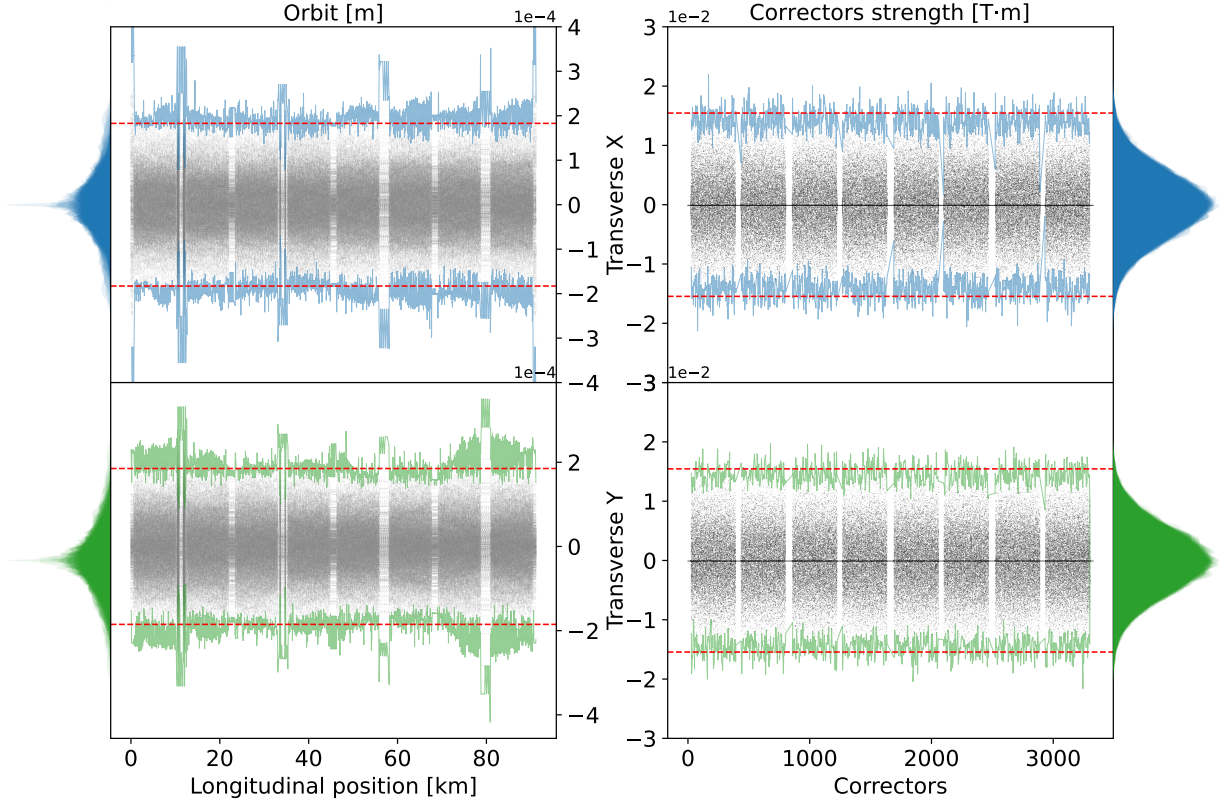 Orbit [m]
Correctors strength [T·m]
1e−4
1e−2
4
3
2
1
0
−1
−2
−3
−4
Transverse X
3
2
1
0
−1
−2
−3
1e−4
1e−2
2
0
−2
−4
Transverse Y
3
2
1
0
−1
−2
−3
0 20 40 60 80
0 1000 2000 3000
Longitudinal position [km]
Correctors